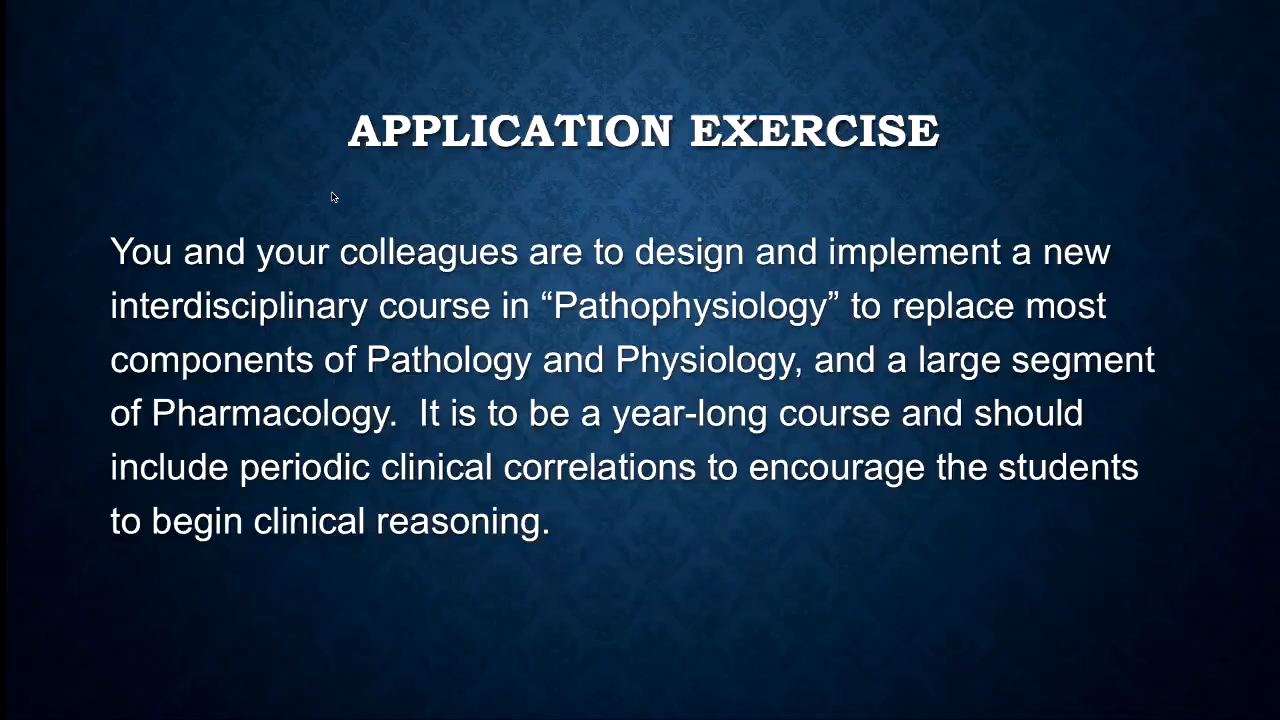 APPLICATION EXERCISE
You and your colleagues are to design and implement a new
interdisciplinary course in “Pathophysiology” to replace most
components of Pathology and Physiology, and a large segment
of Pharmacology.  It is to be a year-long course and should
include periodic clinical correlations to encourage the students
to begin clinical reasoning.